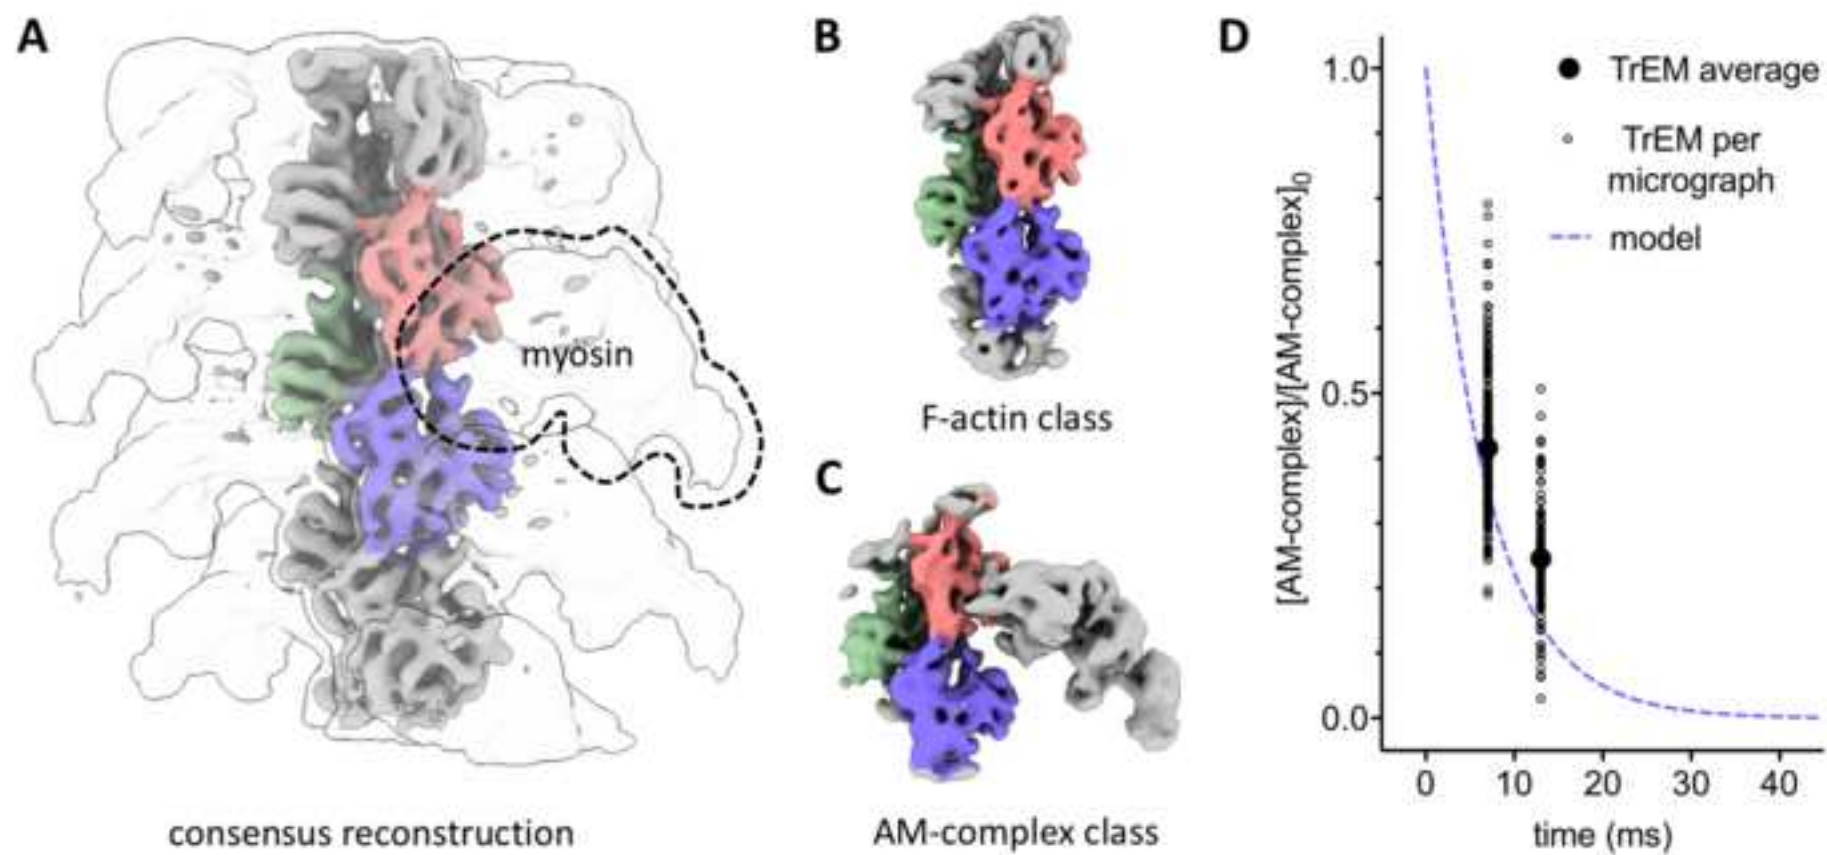 A
myosin
consensus reconstruction
B
F-actin class
C
AM-complex class
D
[AM-complex]/[AM-complex]0
1.0
0.5
0.0
TrEM average
TrEM per
micrograph
model
0 10 20 30 40
time (ms)